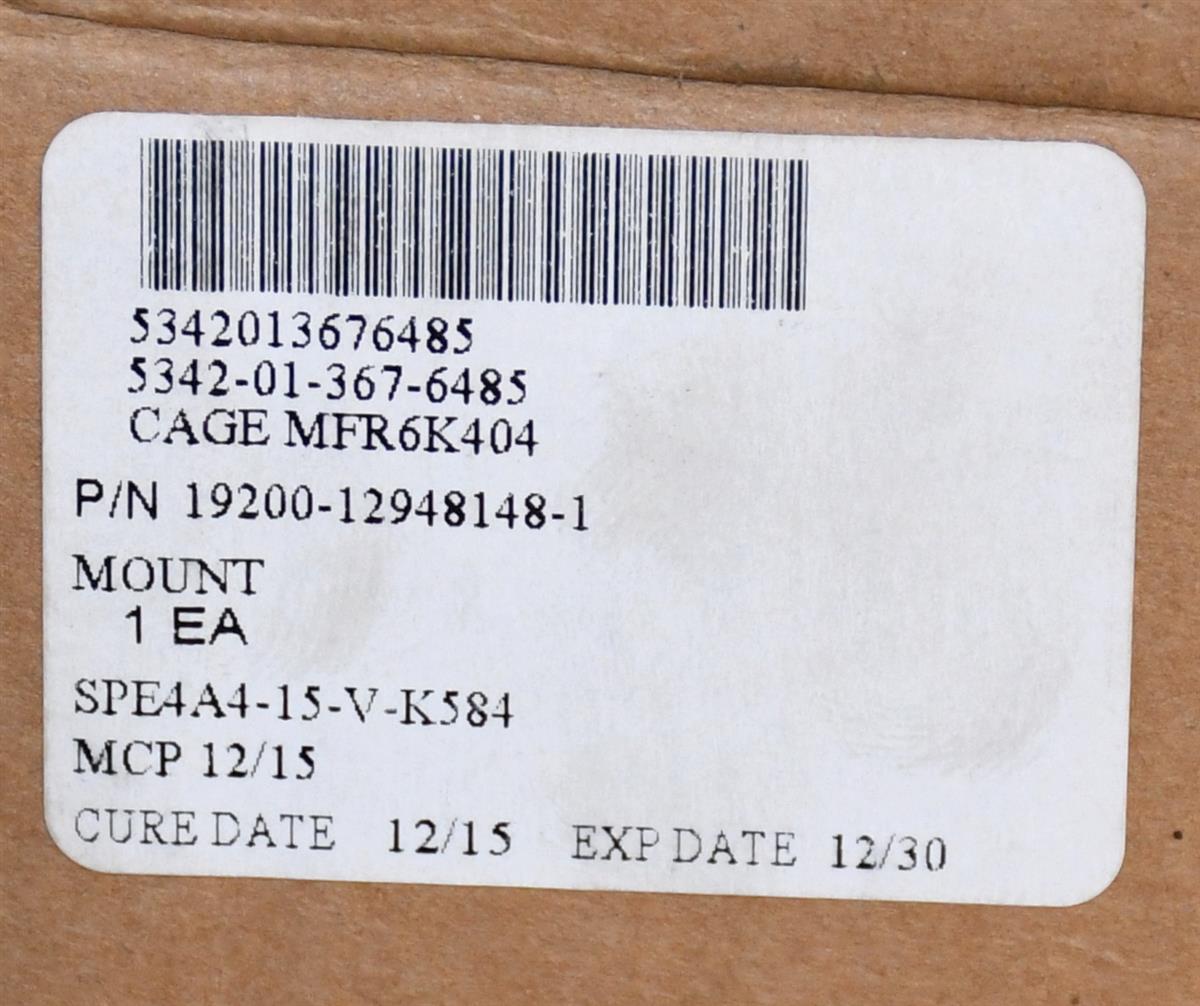 5342013676485
5342-01-367-6485
CAGE MFR6K404
P/N 19200-12948148-1
MOUNT
1 EA
SPE4A4-15-V-K584
MCP 12/15
CURE DATE 12/15 EXP DATE 12/30